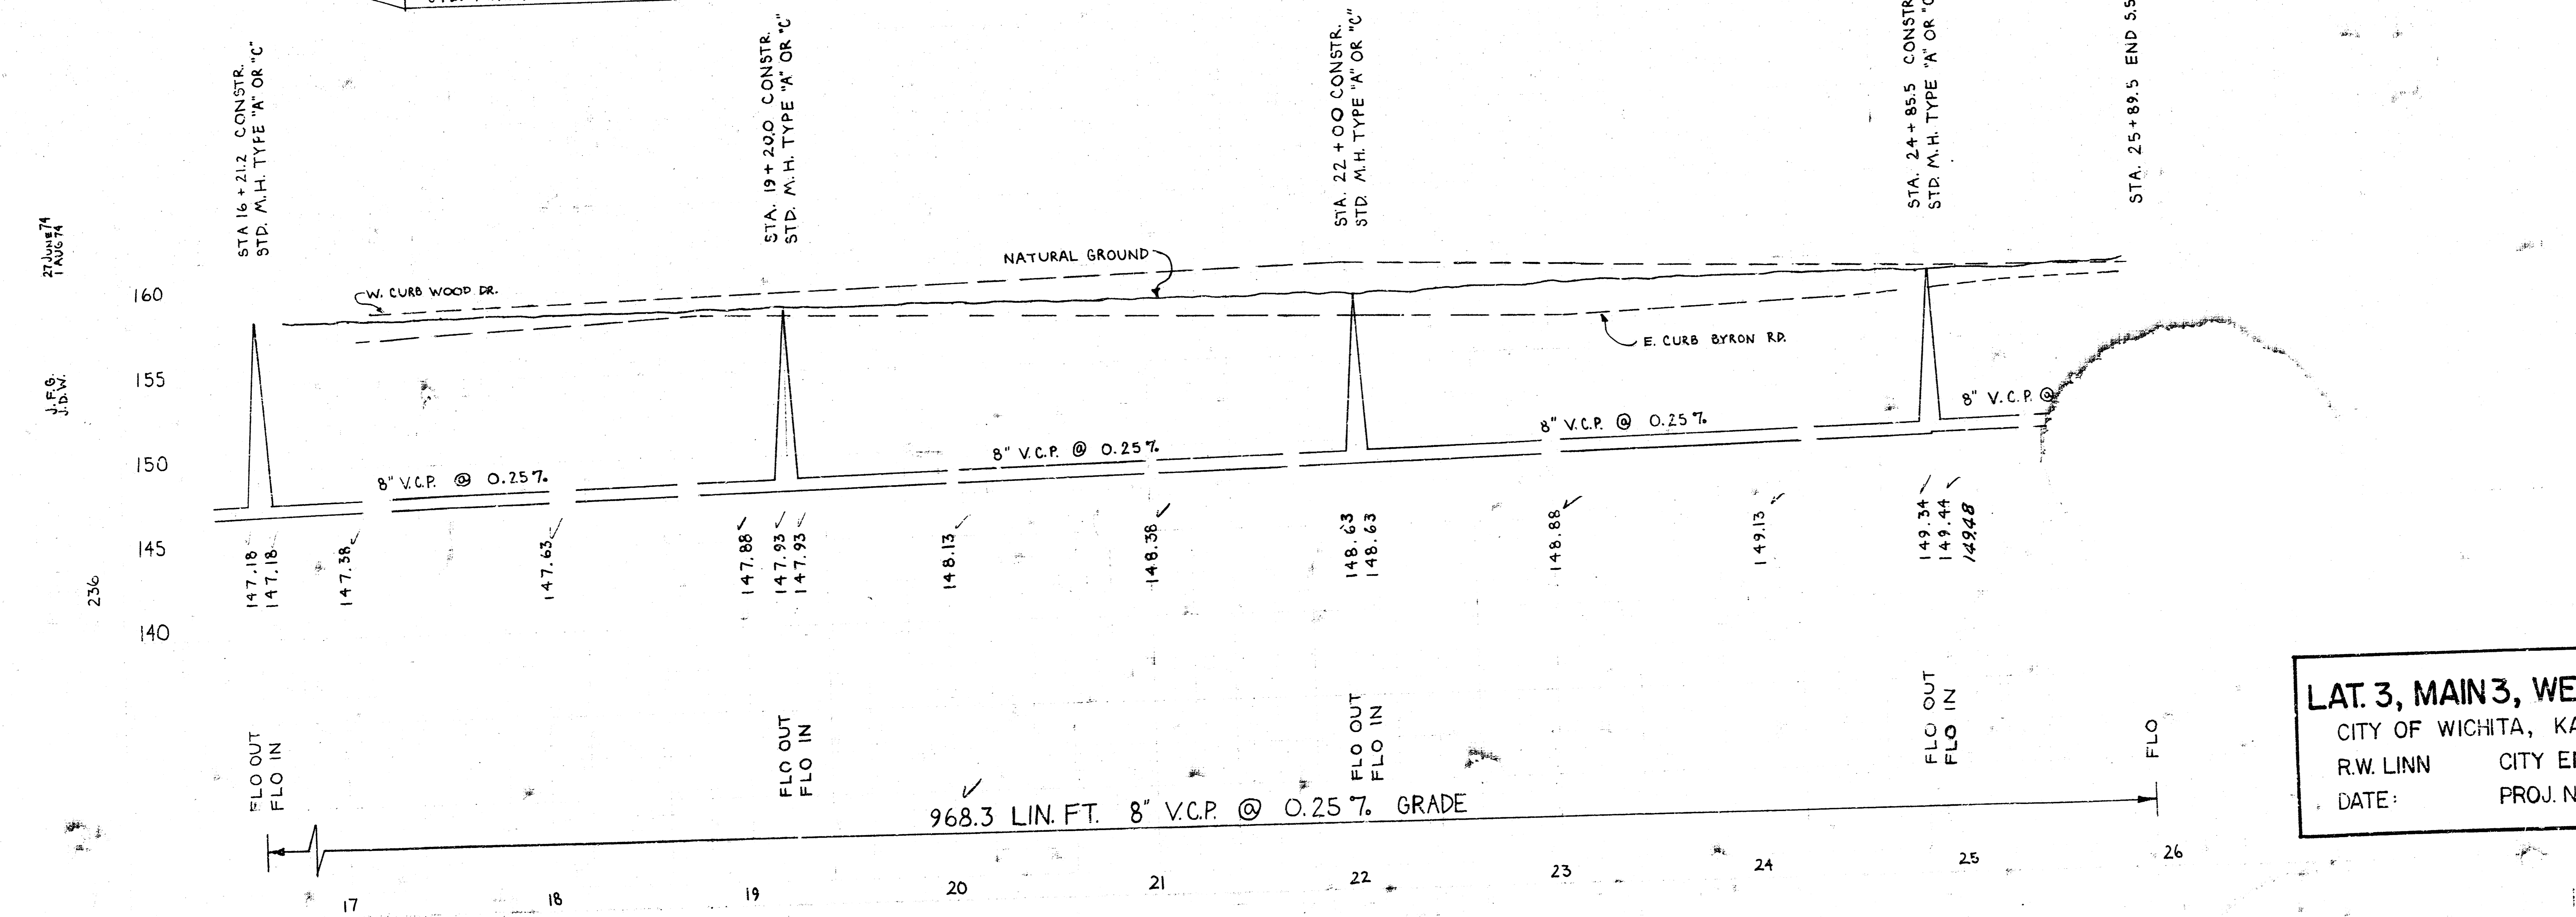 STA 16 + 21.2 CONSTR.
STD. M.H. TYPE "A" OR "C"
STA. 19 + 20.0 CONSTR.
STD. M.H. TYPE "A" OR "C"
STA. 22 + 00 CONSTR.
STD. M.H. TYPE "A" OR "C"
STA. 24 + 85.5 CONSTR
STD. M.H. TYPE "A" OR "C
STA. 25 + 89.5 END S.S
27 JUNE 74
1 AUG 74
J.F.G.
J.D.W.
236
160
155
150
145
140
W. CURB WOOD DR.
NATURAL GROUND
E. CURB BYRON RD.
8" V.C.P. @ 0.25%
8" V.C.P. @ 0.25%
8" V.C.P. @ 0.25%
8" V.C.P. @
147.18
147.18
147.38
147.63
147.88
147.93
147.93
148.13
148.38
148.63
148.63
148.88
149.13
149.34
149.44
149.48
FLO OUT
FLO IN
FLO OUT
FLO IN
FLO OUT
FLO IN
FLO OUT
FLO IN
FLO
968.3 LIN. FT. 8" V.C.P. @ 0.25% GRADE
17 18 19 20 21 22 23 24 25 26
LAT. 3, MAIN 3, WE
CITY OF WICHITA, KA
R.W. LINN CITY E
DATE: PROJ. N